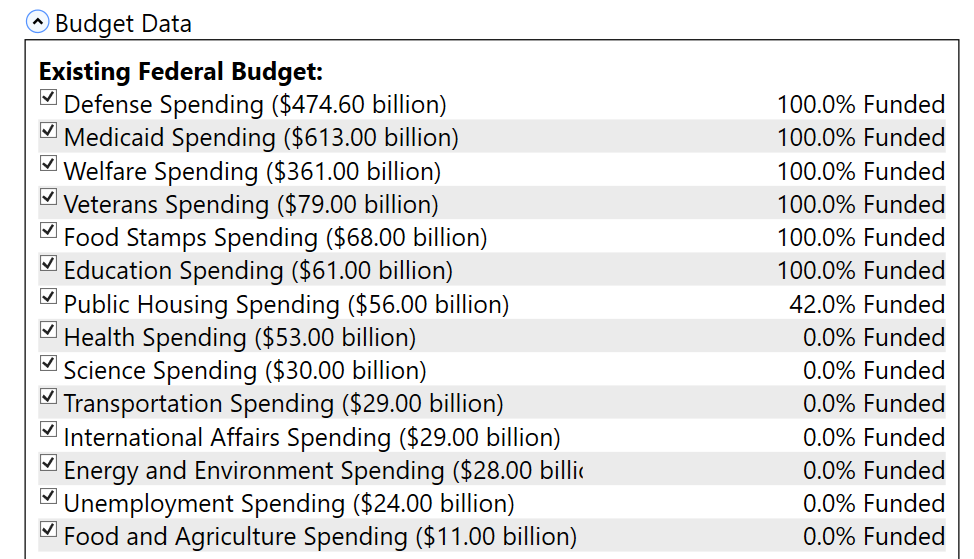 Budget Data
Existing Federal Budget:
Defense Spending ($474.60 billion) 100.0% Funded
Medicaid Spending ($613.00 billion) 100.0% Funded
Welfare Spending ($361.00 billion) 100.0% Funded
Veterans Spending ($79.00 billion) 100.0% Funded
Food Stamps Spending ($68.00 billion) 100.0% Funded
Education Spending ($61.00 billion) 100.0% Funded
Public Housing Spending ($56.00 billion) 42.0% Funded
Health Spending ($53.00 billion) 0.0% Funded
Science Spending ($30.00 billion) 0.0% Funded
Transportation Spending ($29.00 billion) 0.0% Funded
International Affairs Spending ($29.00 billion) 0.0% Funded
Energy and Environment Spending ($28.00 billi 0.0% Funded
Unemployment Spending ($24.00 billion) 0.0% Funded
Food and Agriculture Spending ($11.00 billion) 0.0% Funded